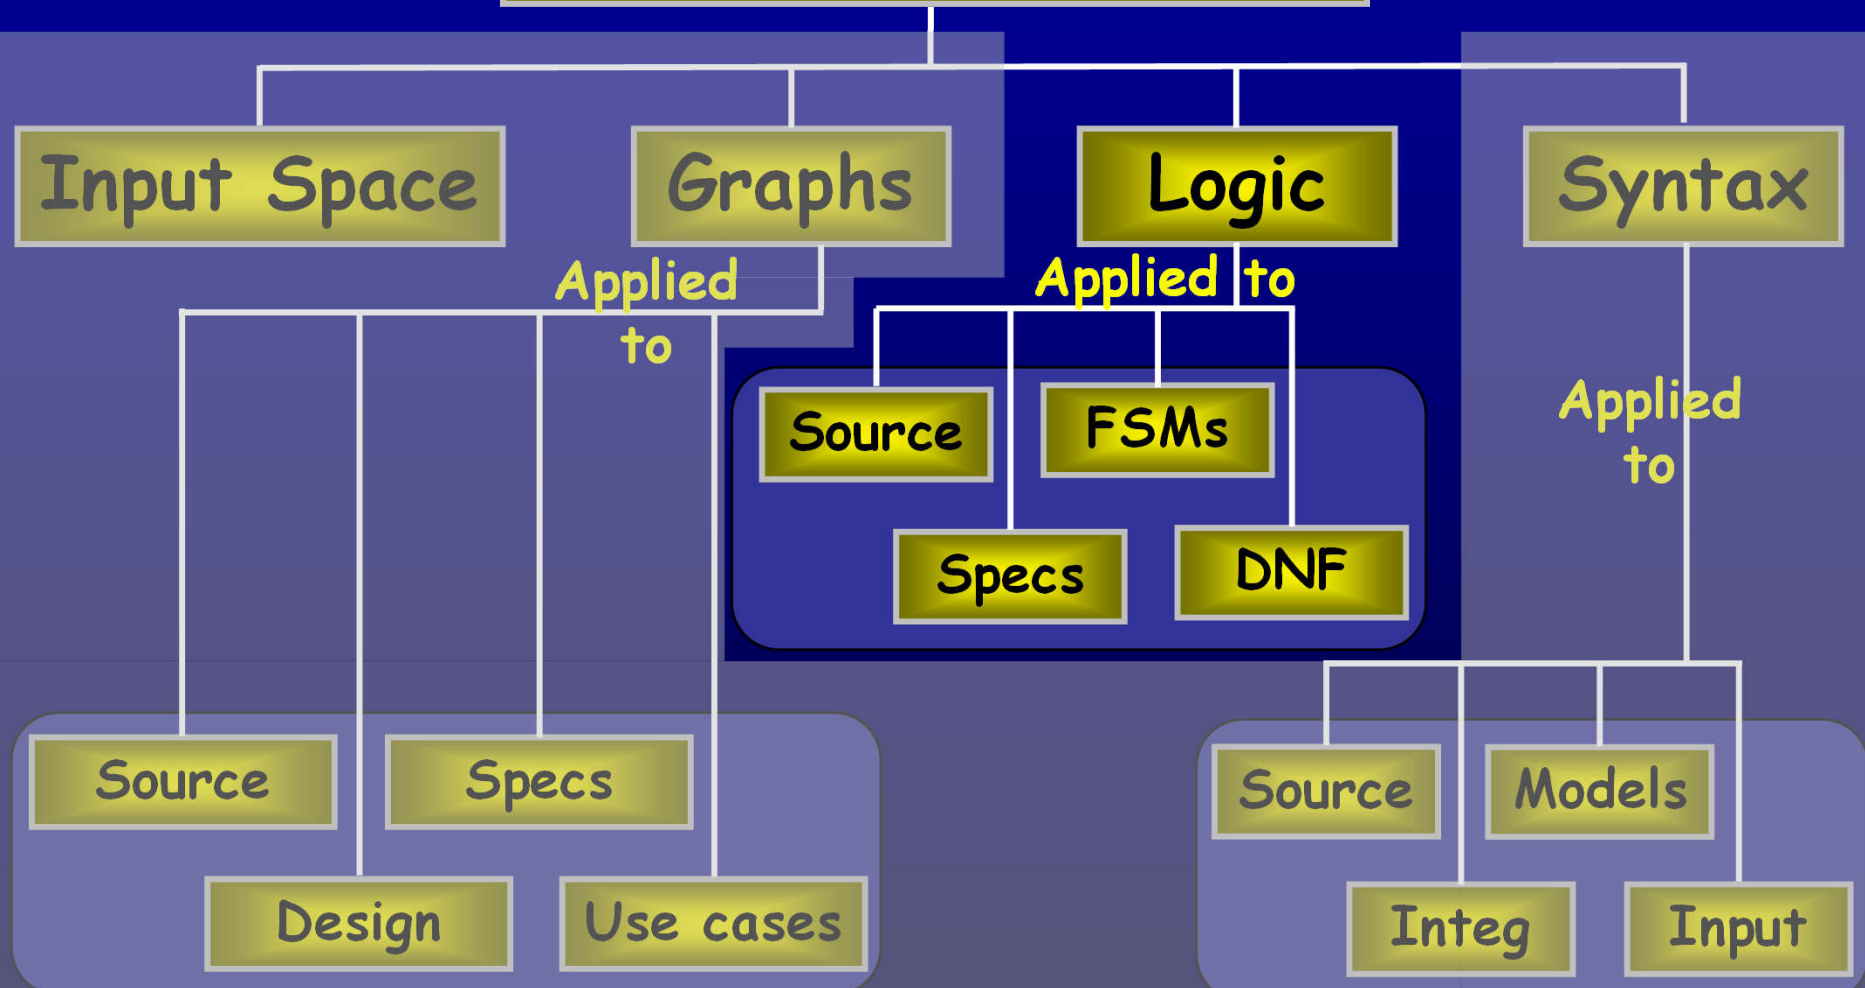 Input Space
Graphs
Logic
Syntax
Applied
to
Applied to
Applied
to
Source
FSMs
Specs
DNF
Source
Specs
Design
Use cases
Source
Models
Integ
Input